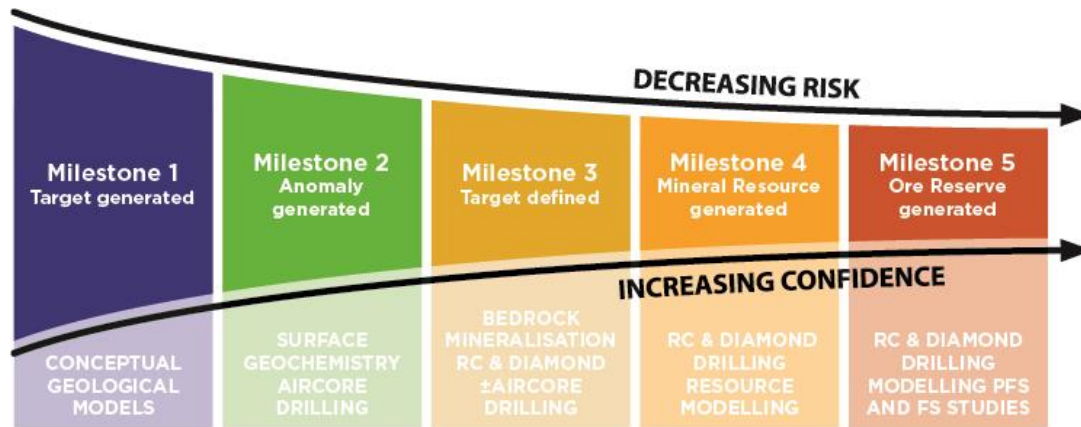 DECREASING RISK
Milestone 1
Target generated
Milestone 2
Anomaly
generated
Milestone 3
Target defined
Milestone 4
Mineral Resource
generated
Milestone 5
Ore Reserve
generated
INCREASING CONFIDENCE
CONCEPTUAL
GEOLOGICAL
MODELS
SURFACE
GEOCHEMISTRY
AIRCORE
DRILLING
BEDROCK
MINERALISATION
RC & DIAMOND
±AIRCORE
DRILLING
RC & DIAMOND
DRILLING
RESOURCE
MODELLING
RC & DIAMOND
DRILLING
MODELLING PFS
AND FS STUDIES